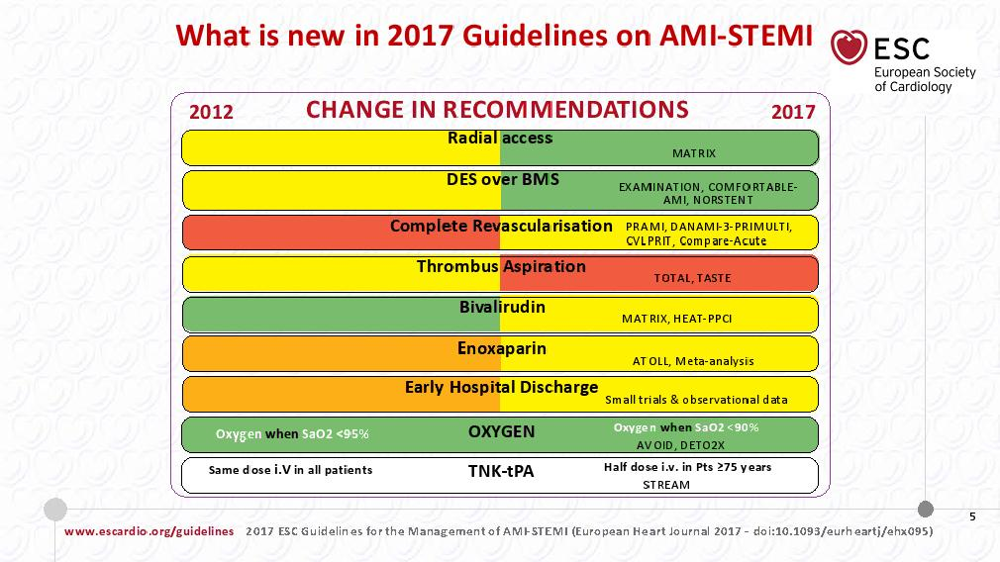 What is new in 2017 Guidelines on AMI-STEMI
ESC
European Society
of Cardiology
2012 CHANGE IN RECOMMENDATIONS 2017
Radial access
MATRIX
DES over BMS
EXAMINATION, COMFORTABLE-
AMI, NORSTENT
Complete Revascularisation PRAMI, DANAMI-3-PRIMULTI,
CVLPRIT, Compare-Acute
Thrombus Aspiration
TOTAL, TASTE
Bivalirudin
MATRIX, HEAT-PPCI
Enoxaparin
ATOLL, Meta-analysis
Early Hospital Discharge
Small trials & observational data
Oxygen when SaO2 <95% OXYGEN Oxygen when SaO2 <90%
AVOID, DETO2X
Same dose i.V in all patients TNK-tPA Half dose i.v. in Pts ≥75 years
STREAM
5
www.escardio.org/guidelines 2017 ESC Guidelines for the Management of AMI-STEMI (European Heart Journal 2017 - doi:10.1093/eurheartj/ehx095)